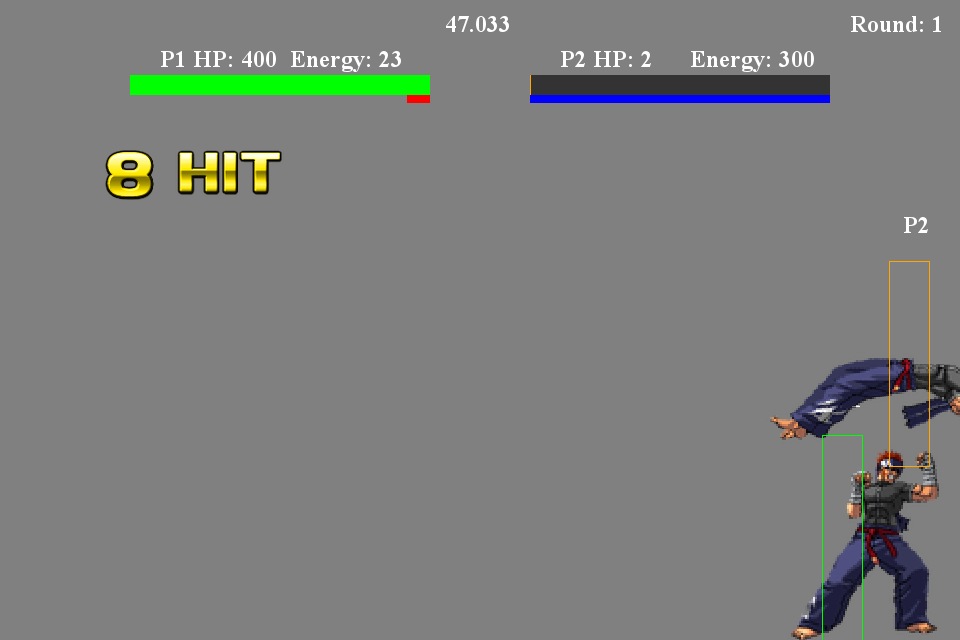 47.033
Round: 1
P1 HP: 400 Energy: 23
P2 HP: 2 Energy: 300
8 HIT
P2